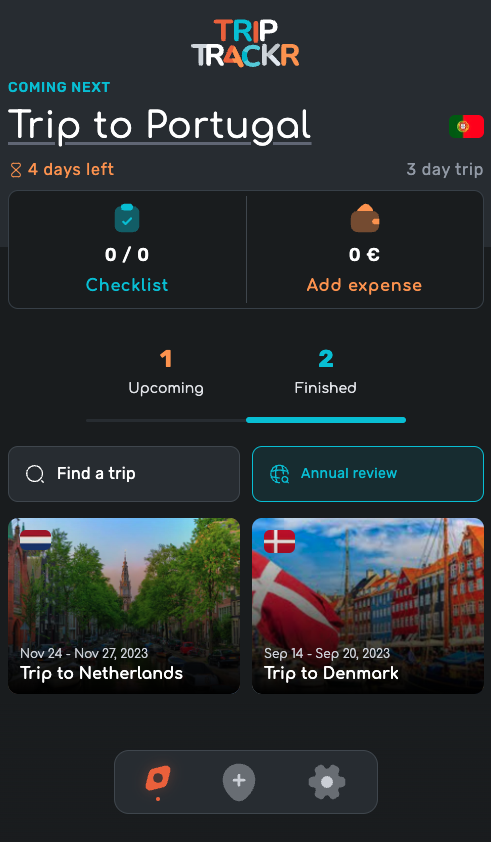 TRIP
TRACKR
COMING NEXT
Trip to Portugal
4 days left
3 day trip
0 / 0
0 €
Checklist
Add expense
1
2
Upcoming
Finished
Find a trip
Annual review
Nov 24 - Nov 27, 2023
Trip to Netherlands
Sep 14 - Sep 20, 2023
Trip to Denmark